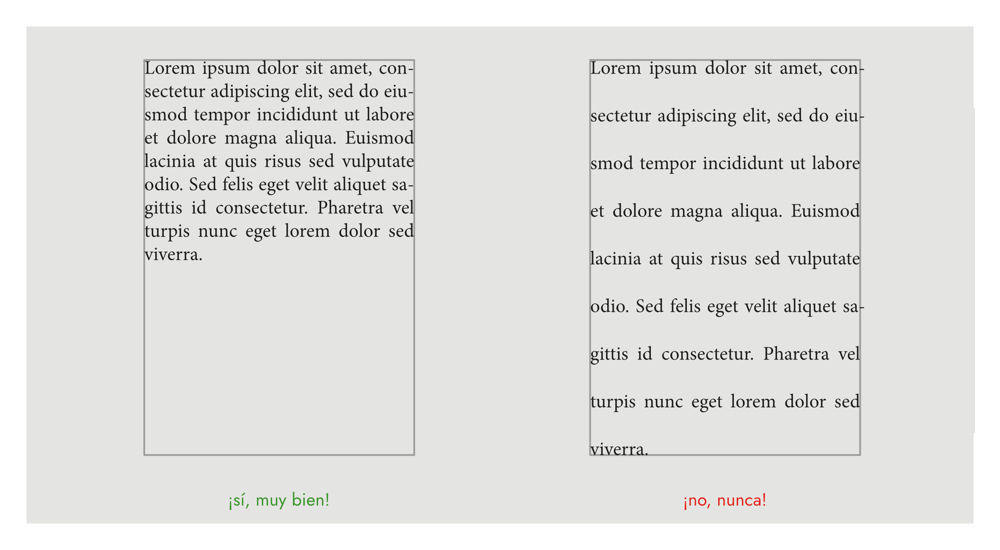 Lorem ipsum dolor sit amet, con-
sectetur adipiscing elit, sed do eiu-
smod tempor incididunt ut labore
et dolore magna aliqua. Euismod
lacinia at quis risus sed vulputate
odio. Sed felis eget velit aliquet sa-
gittis id consectetur. Pharetra vel
turpis nunc eget lorem dolor sed
viverra.
¡sí, muy bien!
Lorem ipsum dolor sit amet, con-
sectetur adipiscing elit, sed do eiu-
smod tempor incididunt ut labore
et dolore magna aliqua. Euismod
lacinia at quis risus sed vulputate
odio. Sed felis eget velit aliquet sa-
gittis id consectetur. Pharetra vel
turpis nunc eget lorem dolor sed
viverra.
¡no, nunca!